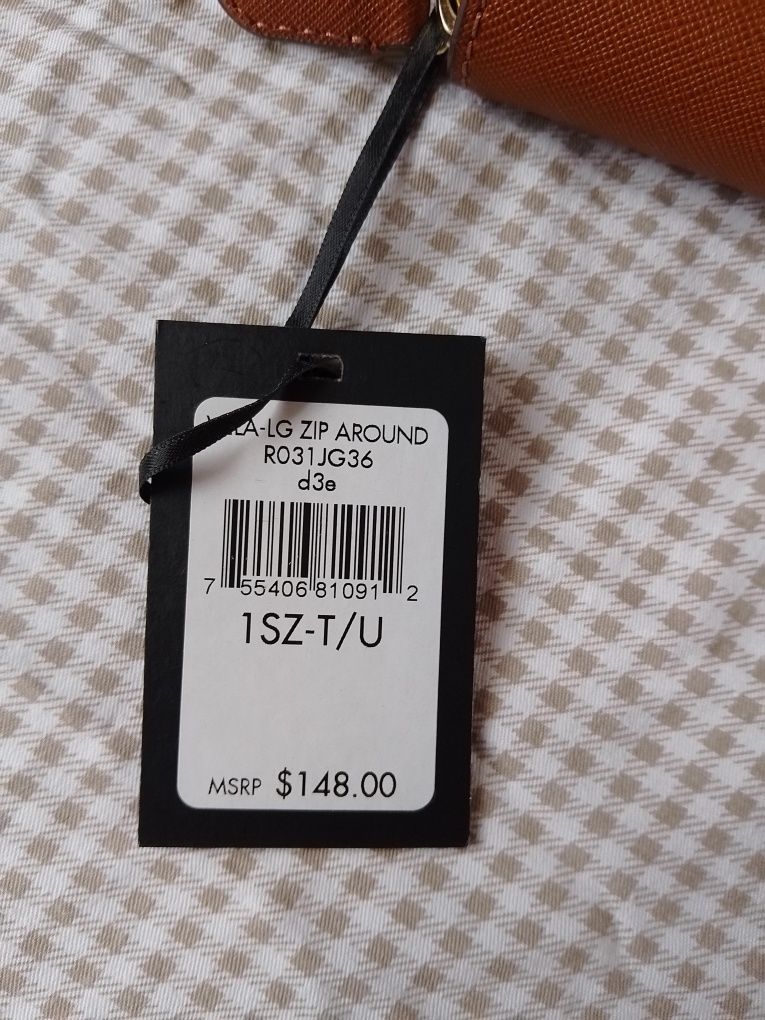 ZIP AROUND
R031JG36
d3e
7 55406 81091 2
1SZ-T/U
MSRP $148.00